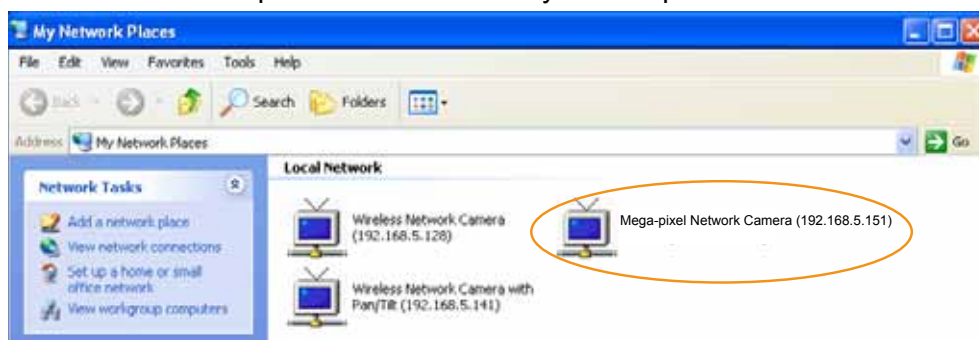 My Network Places
File Edit View Favorites Tools Help
Back Search Folders
Address My Network Places Go
Local Network
Network Tasks
Add a network place
View network connections
Set up a home or small
office network
View workgroup computers
Wireless Network Camera
(192.168.5.128)
Mega-pixel Network Camera (192.168.5.151)
Wireless Network Camera with
Pan/Tilt (192.168.5.141)